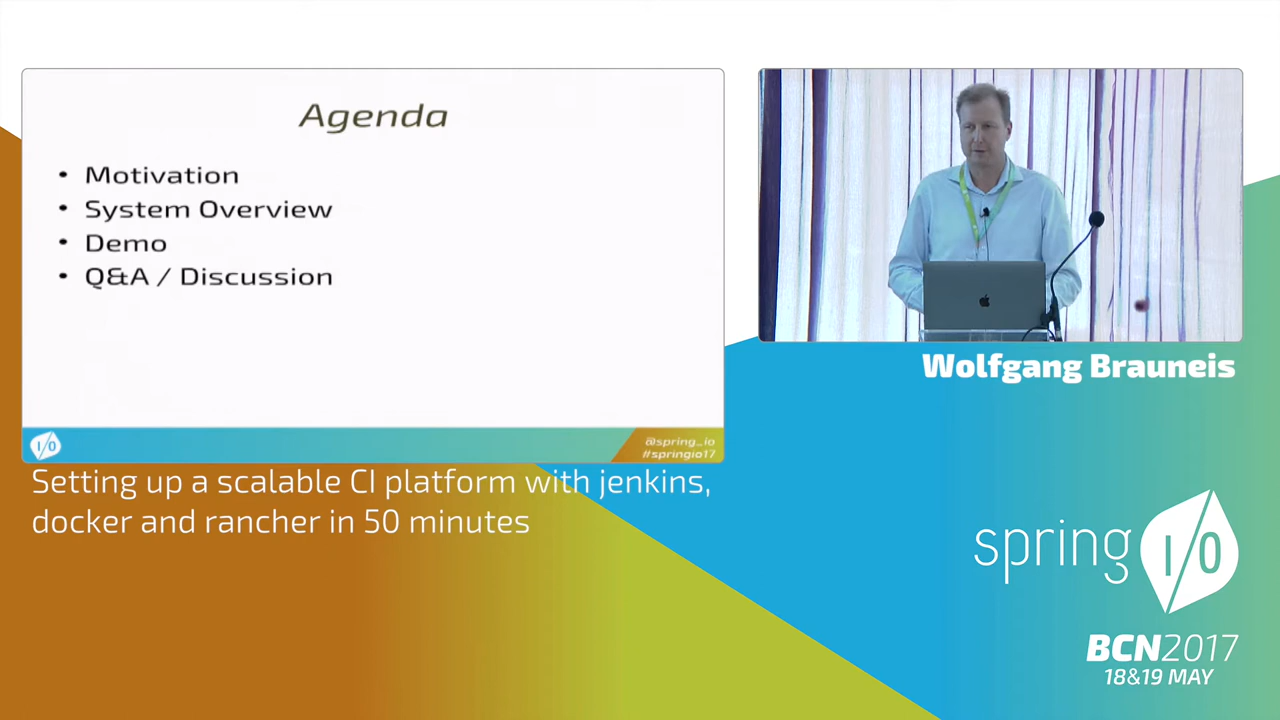 Agenda
• Motivation
• System Overview
• Demo
• Q&A / Discussion
I/O
@spring_io
#springio17
Wolfgang Brauneis
Setting up a scalable CI platform with jenkins,
docker and rancher in 50 minutes
spring I/O
BCN2017
18&19 MAY